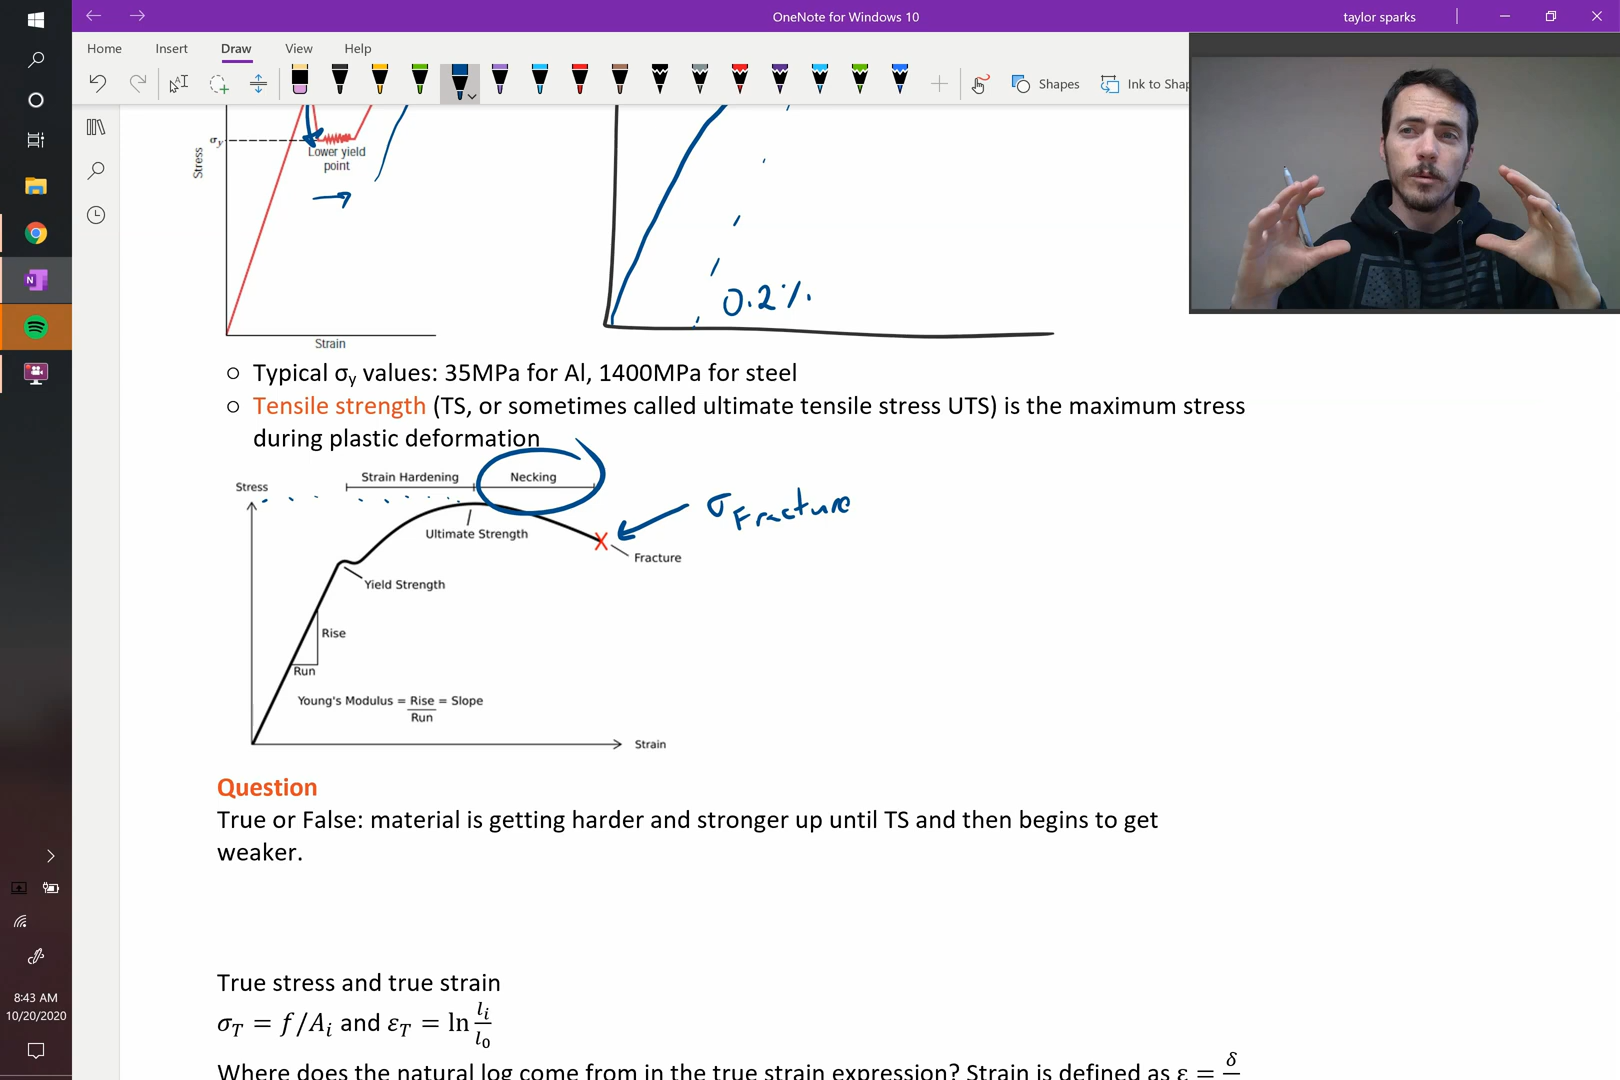 OneNote for Windows 10
taylor sparks
Home Insert Draw View Help
Shapes
Ink to Shap
σy
Stress
Lower yield
point
Strain
0.2%
○ Typical σy values: 35MPa for Al, 1400MPa for steel
○ Tensile strength (TS, or sometimes called ultimate tensile stress UTS) is the maximum stress
during plastic deformation
Strain Hardening
Necking
Stress
σFracture
Ultimate Strength
Fracture
Yield Strength
Rise
Run
Young's Modulus = Rise = Slope
Run
Strain
Question
True or False: material is getting harder and stronger up until TS and then begins to get
weaker.
True stress and true strain
σT = f/Ai and εT = ln li/l0
Where does the natural log come from in the true strain expression? Strain is defined as ε = δ
8:43 AM
10/20/2020